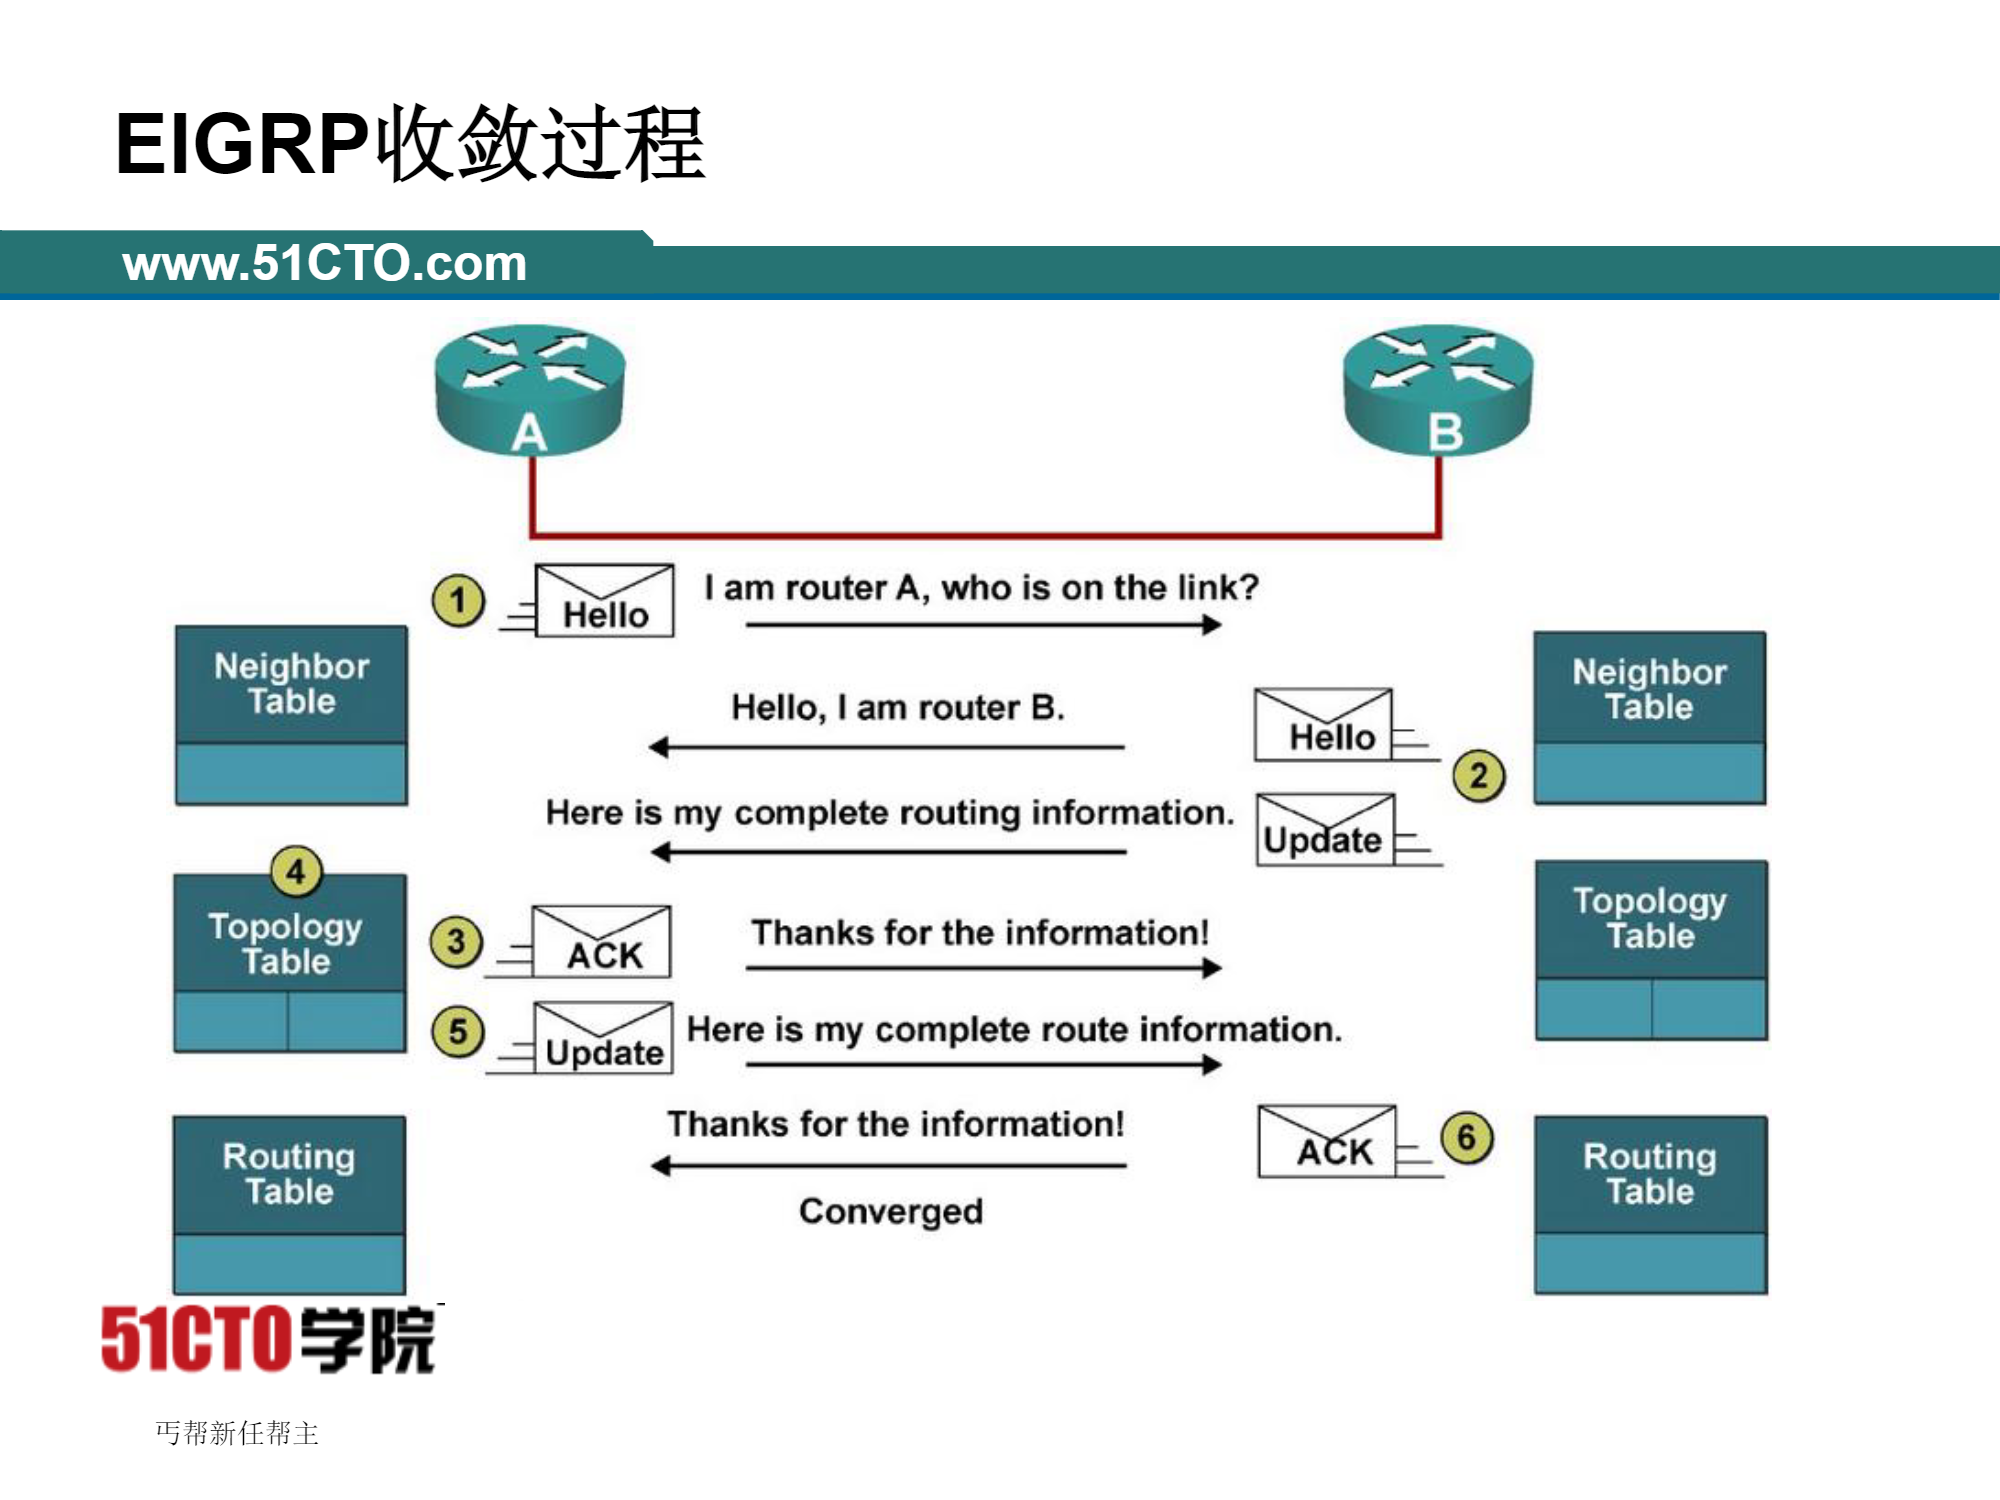 EIGRP收敛过程
www.51CTO.com
A
B
1
Hello
I am router A, who is on the link?
Neighbor
Table
Neighbor
Table
Hello, I am router B.
Hello
2
Here is my complete routing information.
Update
4
Topology
Table
3
ACK
Thanks for the information!
Topology
Table
5
Update
Here is my complete route information.
Thanks for the information!
ACK
6
Routing
Table
Routing
Table
Converged
51CTO学院
丐帮新任帮主